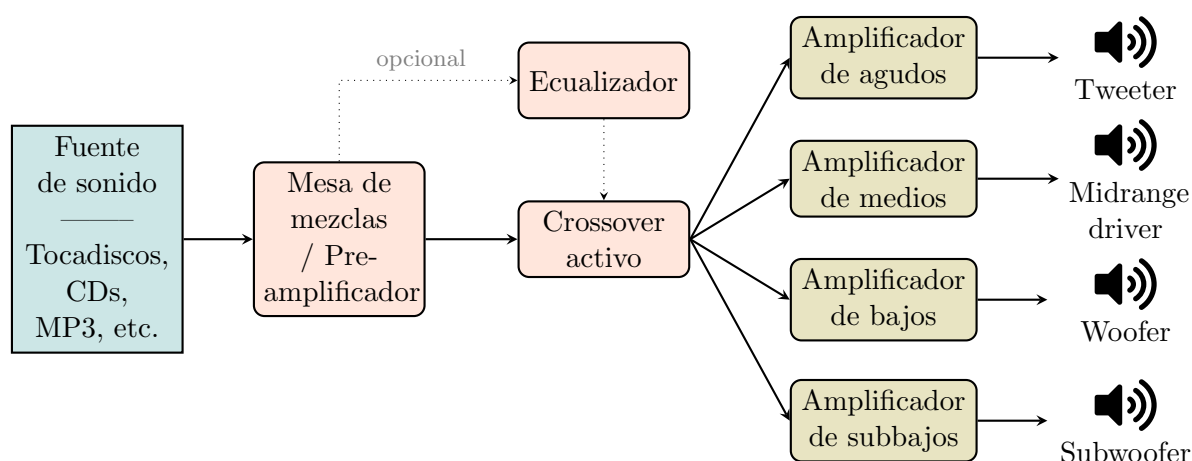 Fuente
de sonido
Tocadiscos,
CDs,
MP3, etc.
Mesa de
mezclas
/ Pre-
amplificador
opcional
Ecualizador
Crossover
activo
Amplificador
de agudos
Tweeter
Amplificador
de medios
Midrange
driver
Amplificador
de bajos
Woofer
Amplificador
de subbajos
Subwoofer